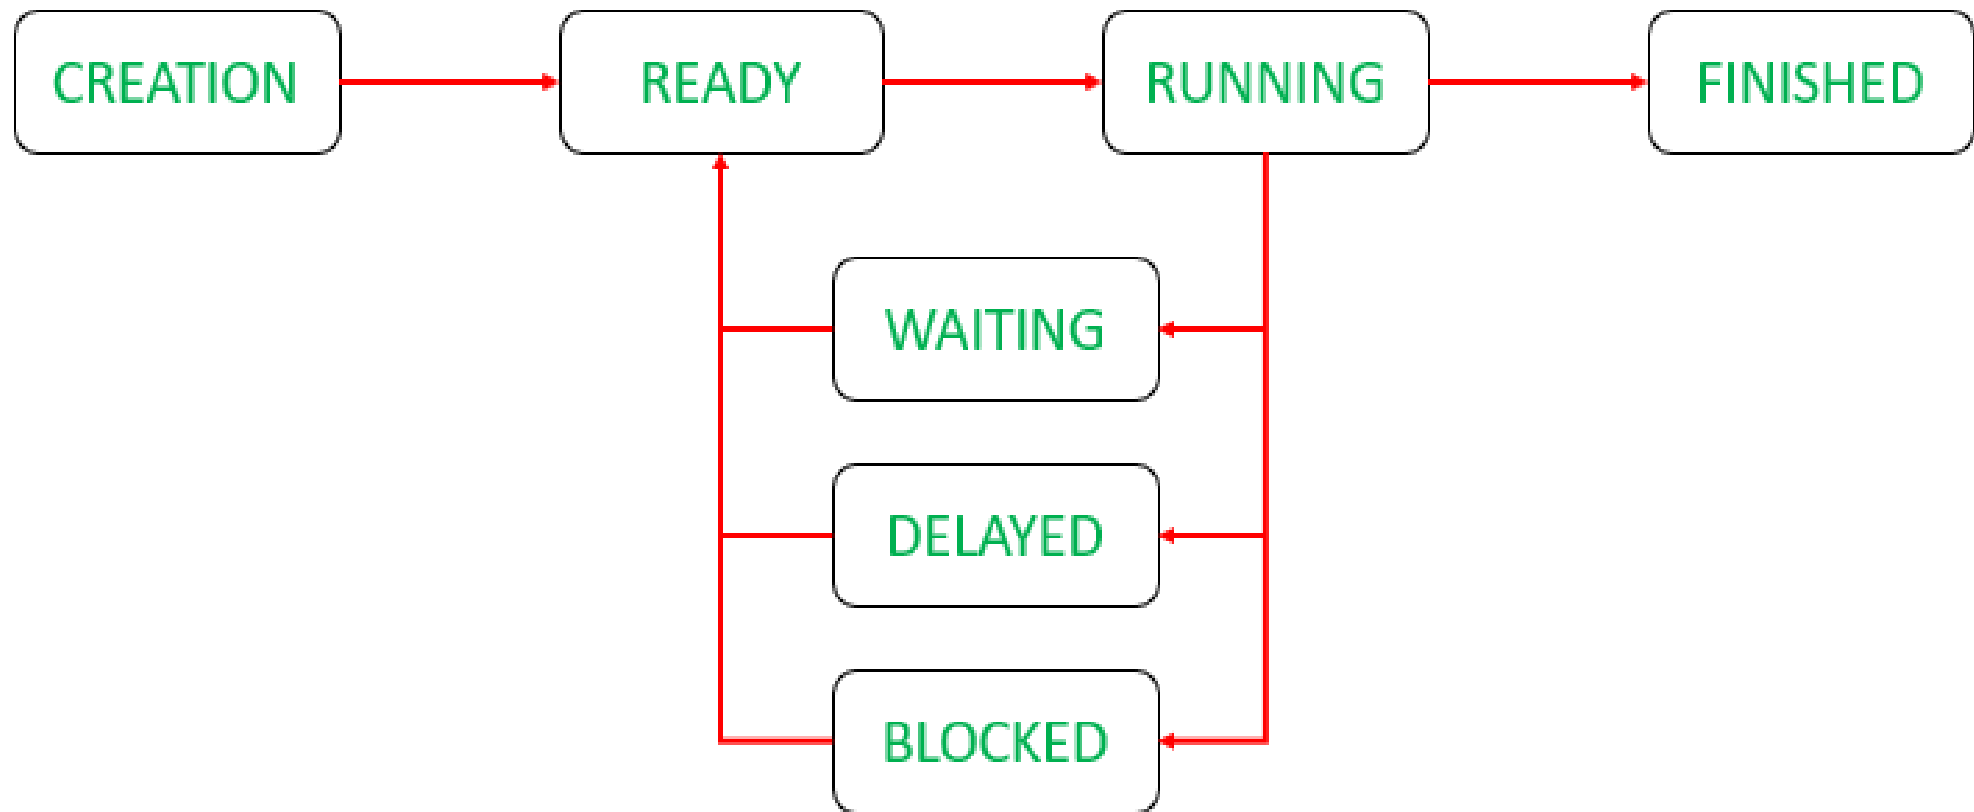 CREATION
READY
RUNNING
FINISHED
WAITING
DELAYED
BLOCKED